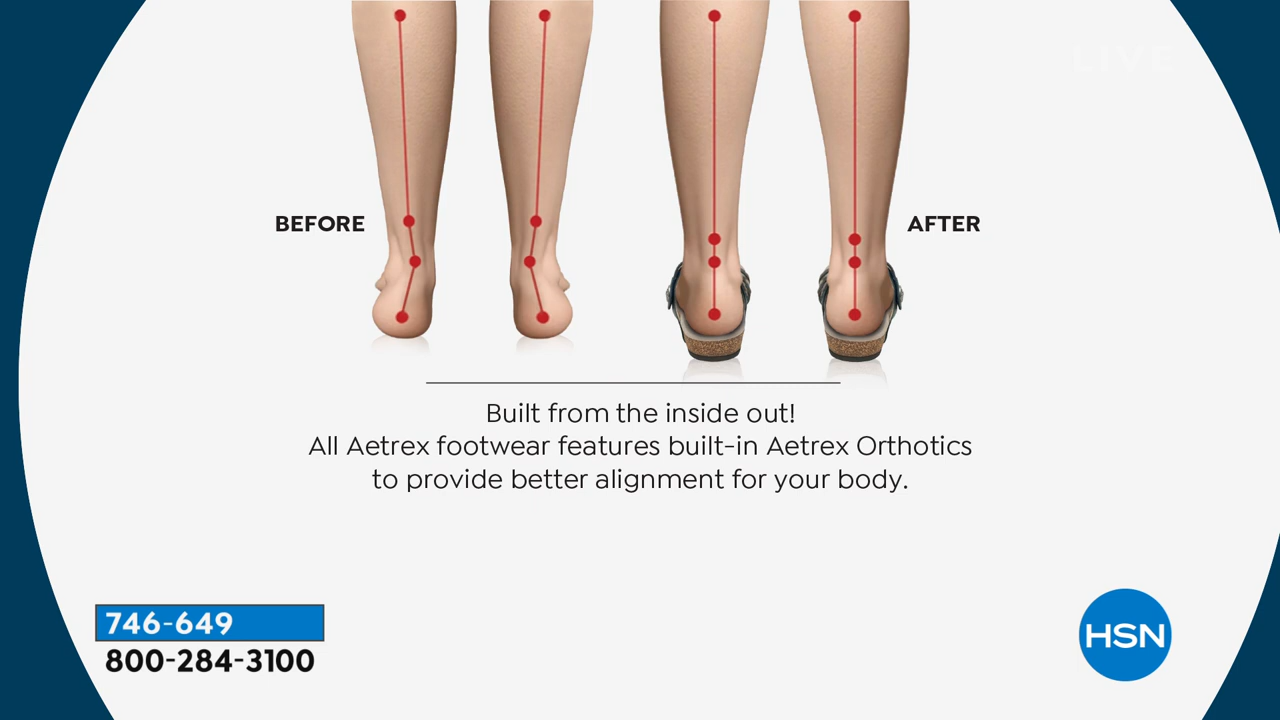 LIVE
BEFORE
AFTER
Built from the inside out!
All Aetrex footwear features built-in Aetrex Orthotics
to provide better alignment for your body.
746-649
800-284-3100
HSN